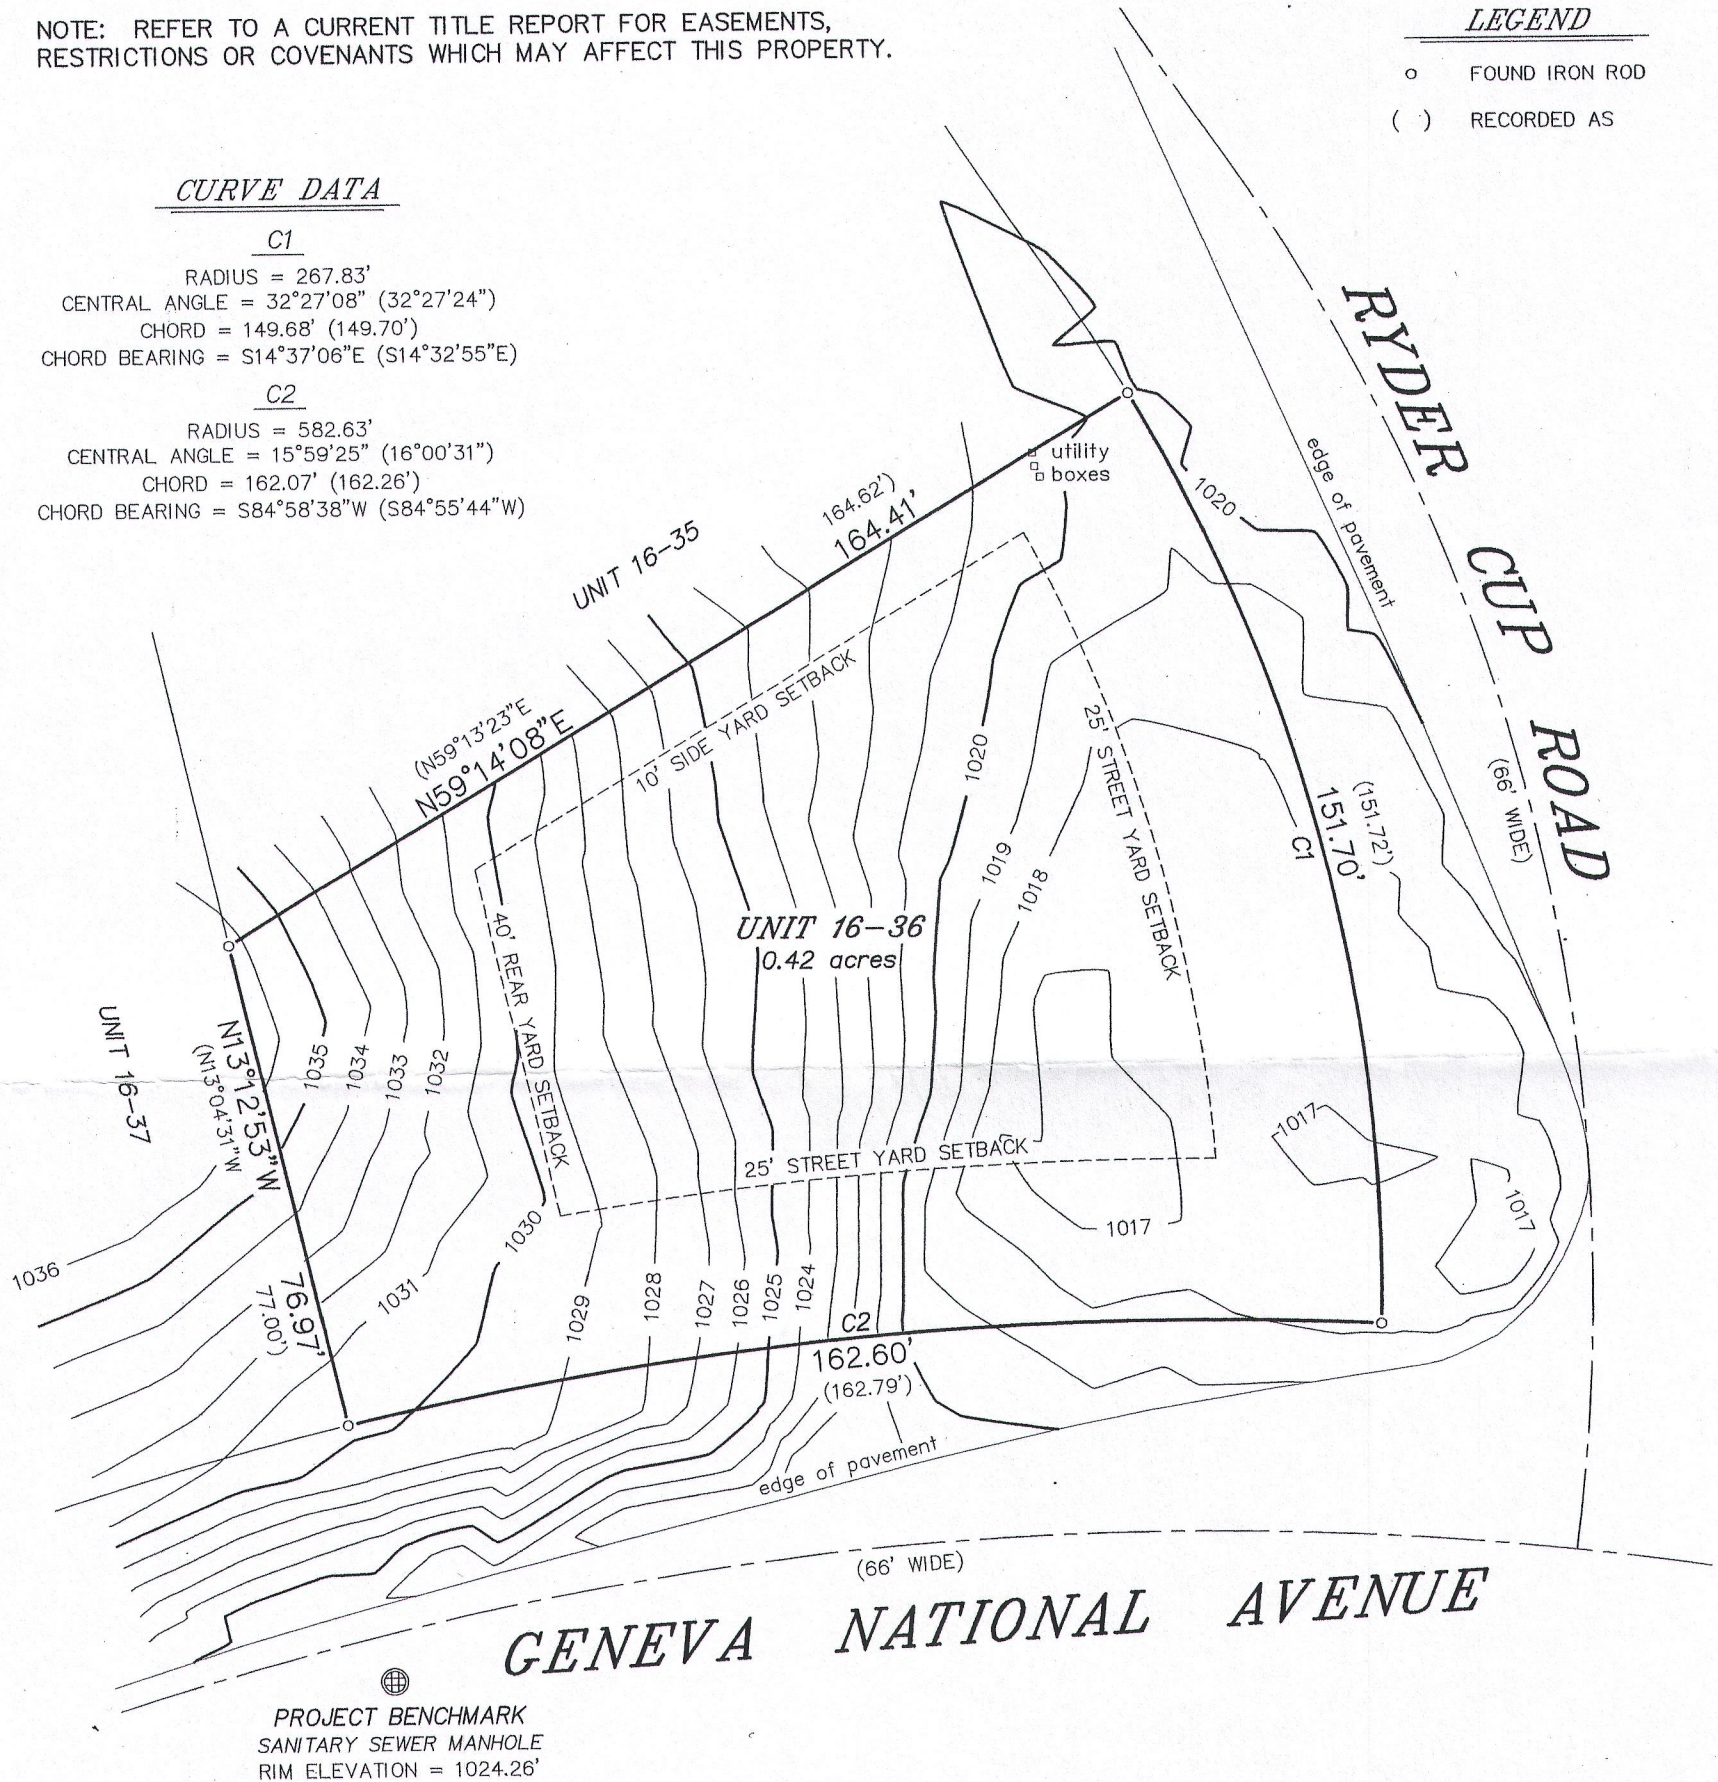 NOTE: REFER TO A CURRENT TITLE REPORT FOR EASEMENTS,
RESTRICTIONS OR COVENANTS WHICH MAY AFFECT THIS PROPERTY.
LEGEND
FOUND IRON ROD
( ) RECORDED AS
CURVE DATA
C1
RADIUS = 267.83'
CENTRAL ANGLE = 32°27'08" (32°27'24")
CHORD = 149.68' (149.70')
CHORD BEARING = S14°37'06"E (S14°32'55"E)
C2
RADIUS = 582.63'
CENTRAL ANGLE = 15°59'25" (16°00'31")
CHORD = 162.07' (162.26')
CHORD BEARING = S84°58'38"W (S84°55'44"W)
RYDER CUP ROAD
(66' WIDE)
edge of pavement
utility
boxes
1020
164.62')
164.41'
UNIT 16-35
(N59°13'23"E
N59°14'08"E
10' SIDE YARD SETBACK
25' STREET YARD SETBACK
1020
1019
1018
C1
151.70'
(151.72')
40' REAR YARD SETBACK
UNIT 16-36
0.42 acres
UNIT 16-37
N13°12'53"W
(N13°04'31"W
76.97'
77.00')
1035
1034
1033
1032
1036
1031
1030
1029
1028
1027
1026
1025
1024
25' STREET YARD SETBACK
1017
1017
1017
C2
162.60'
(162.79')
edge of pavement
(66' WIDE)
GENEVA NATIONAL AVENUE
PROJECT BENCHMARK
SANITARY SEWER MANHOLE
RIM ELEVATION = 1024.26'